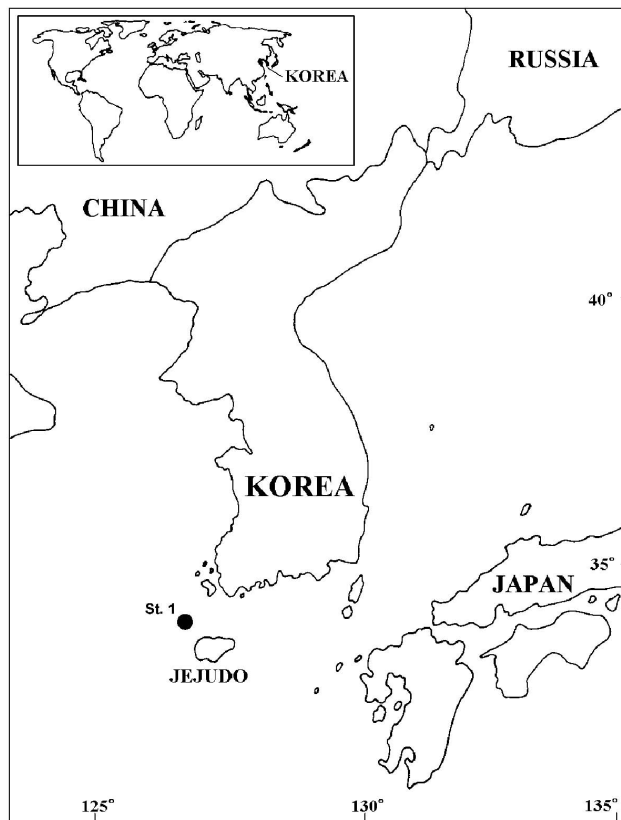 KOREA
RUSSIA
CHINA
40°
KOREA
35°
JAPAN
St. 1
JEJUDO
125°
130°
135°